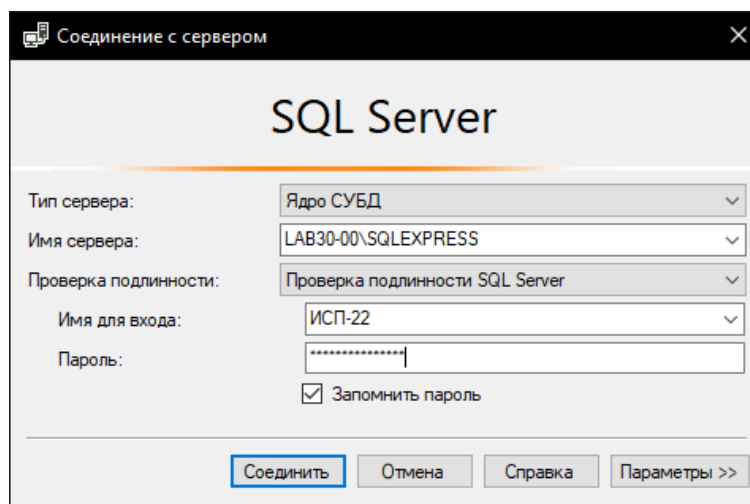 Соединение с сервером
SQL Server
Тип сервера: Ядро СУБД
Имя сервера: LAB30-00\SQLEXPRESS
Проверка подлинности: Проверка подлинности SQL Server
Имя для входа: ИСП-22
Пароль: ***************
Запомнить пароль
Соединить Отмена Справка Параметры >>